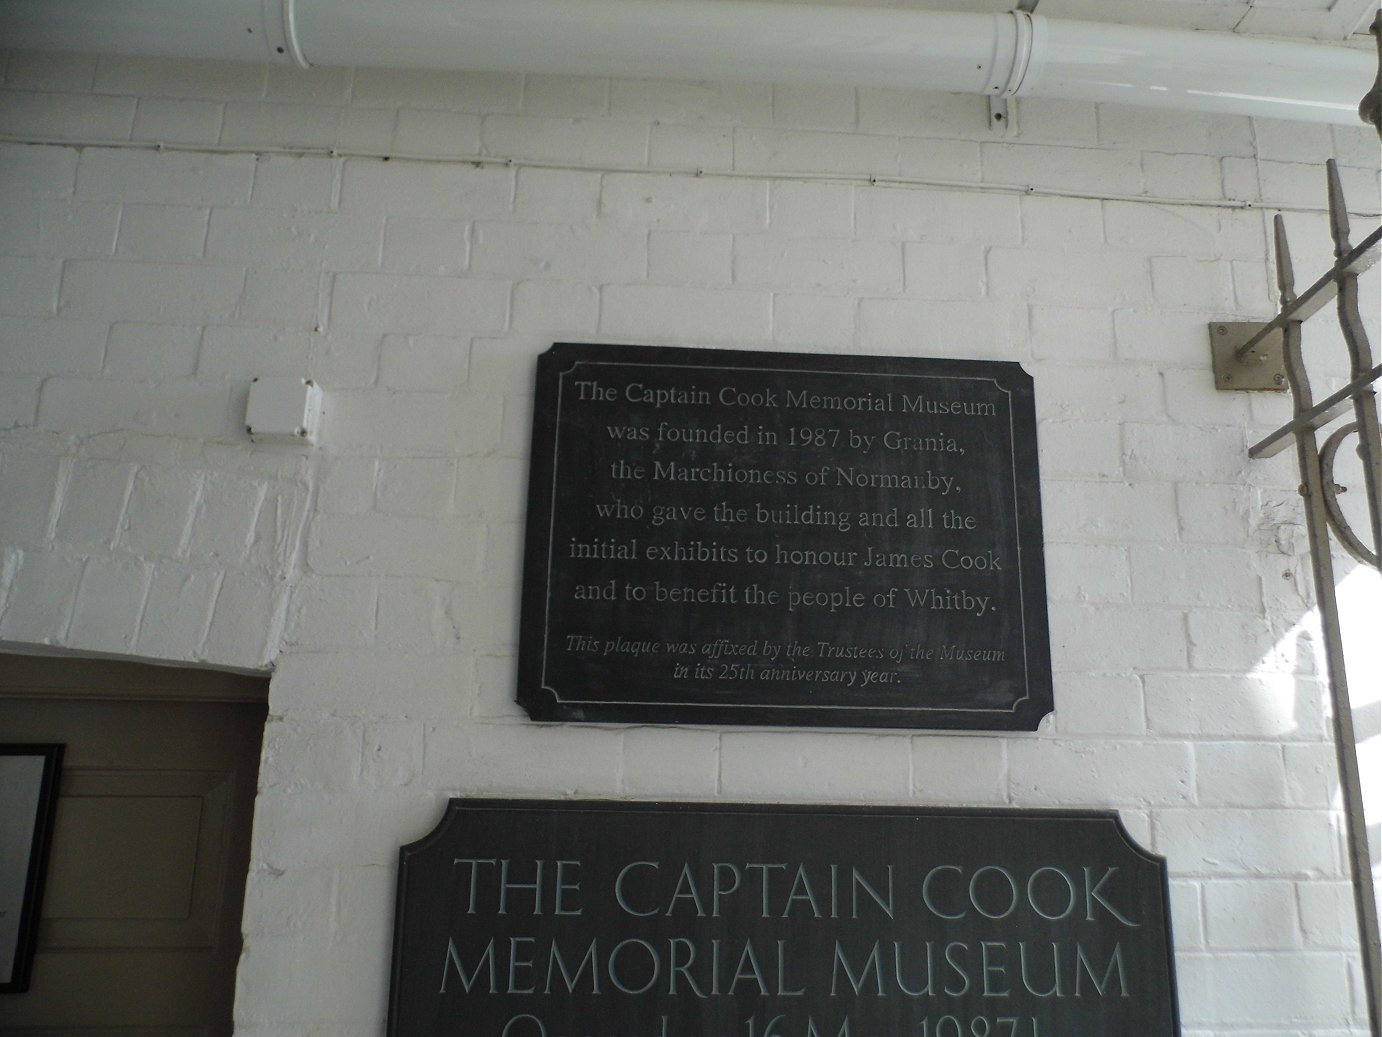 The Captain Cook Memorial Museum
was founded in 1987 by Grania,
the Marchioness of Normanby,
who gave the building and all the
initial exhibits to honour James Cook
and to benefit the people of Whitby.
This plaque was affixed by the Trustees of the Museum
in its 25th anniversary year.
THE CAPTAIN COOK
MEMORIAL MUSEUM
16 1987